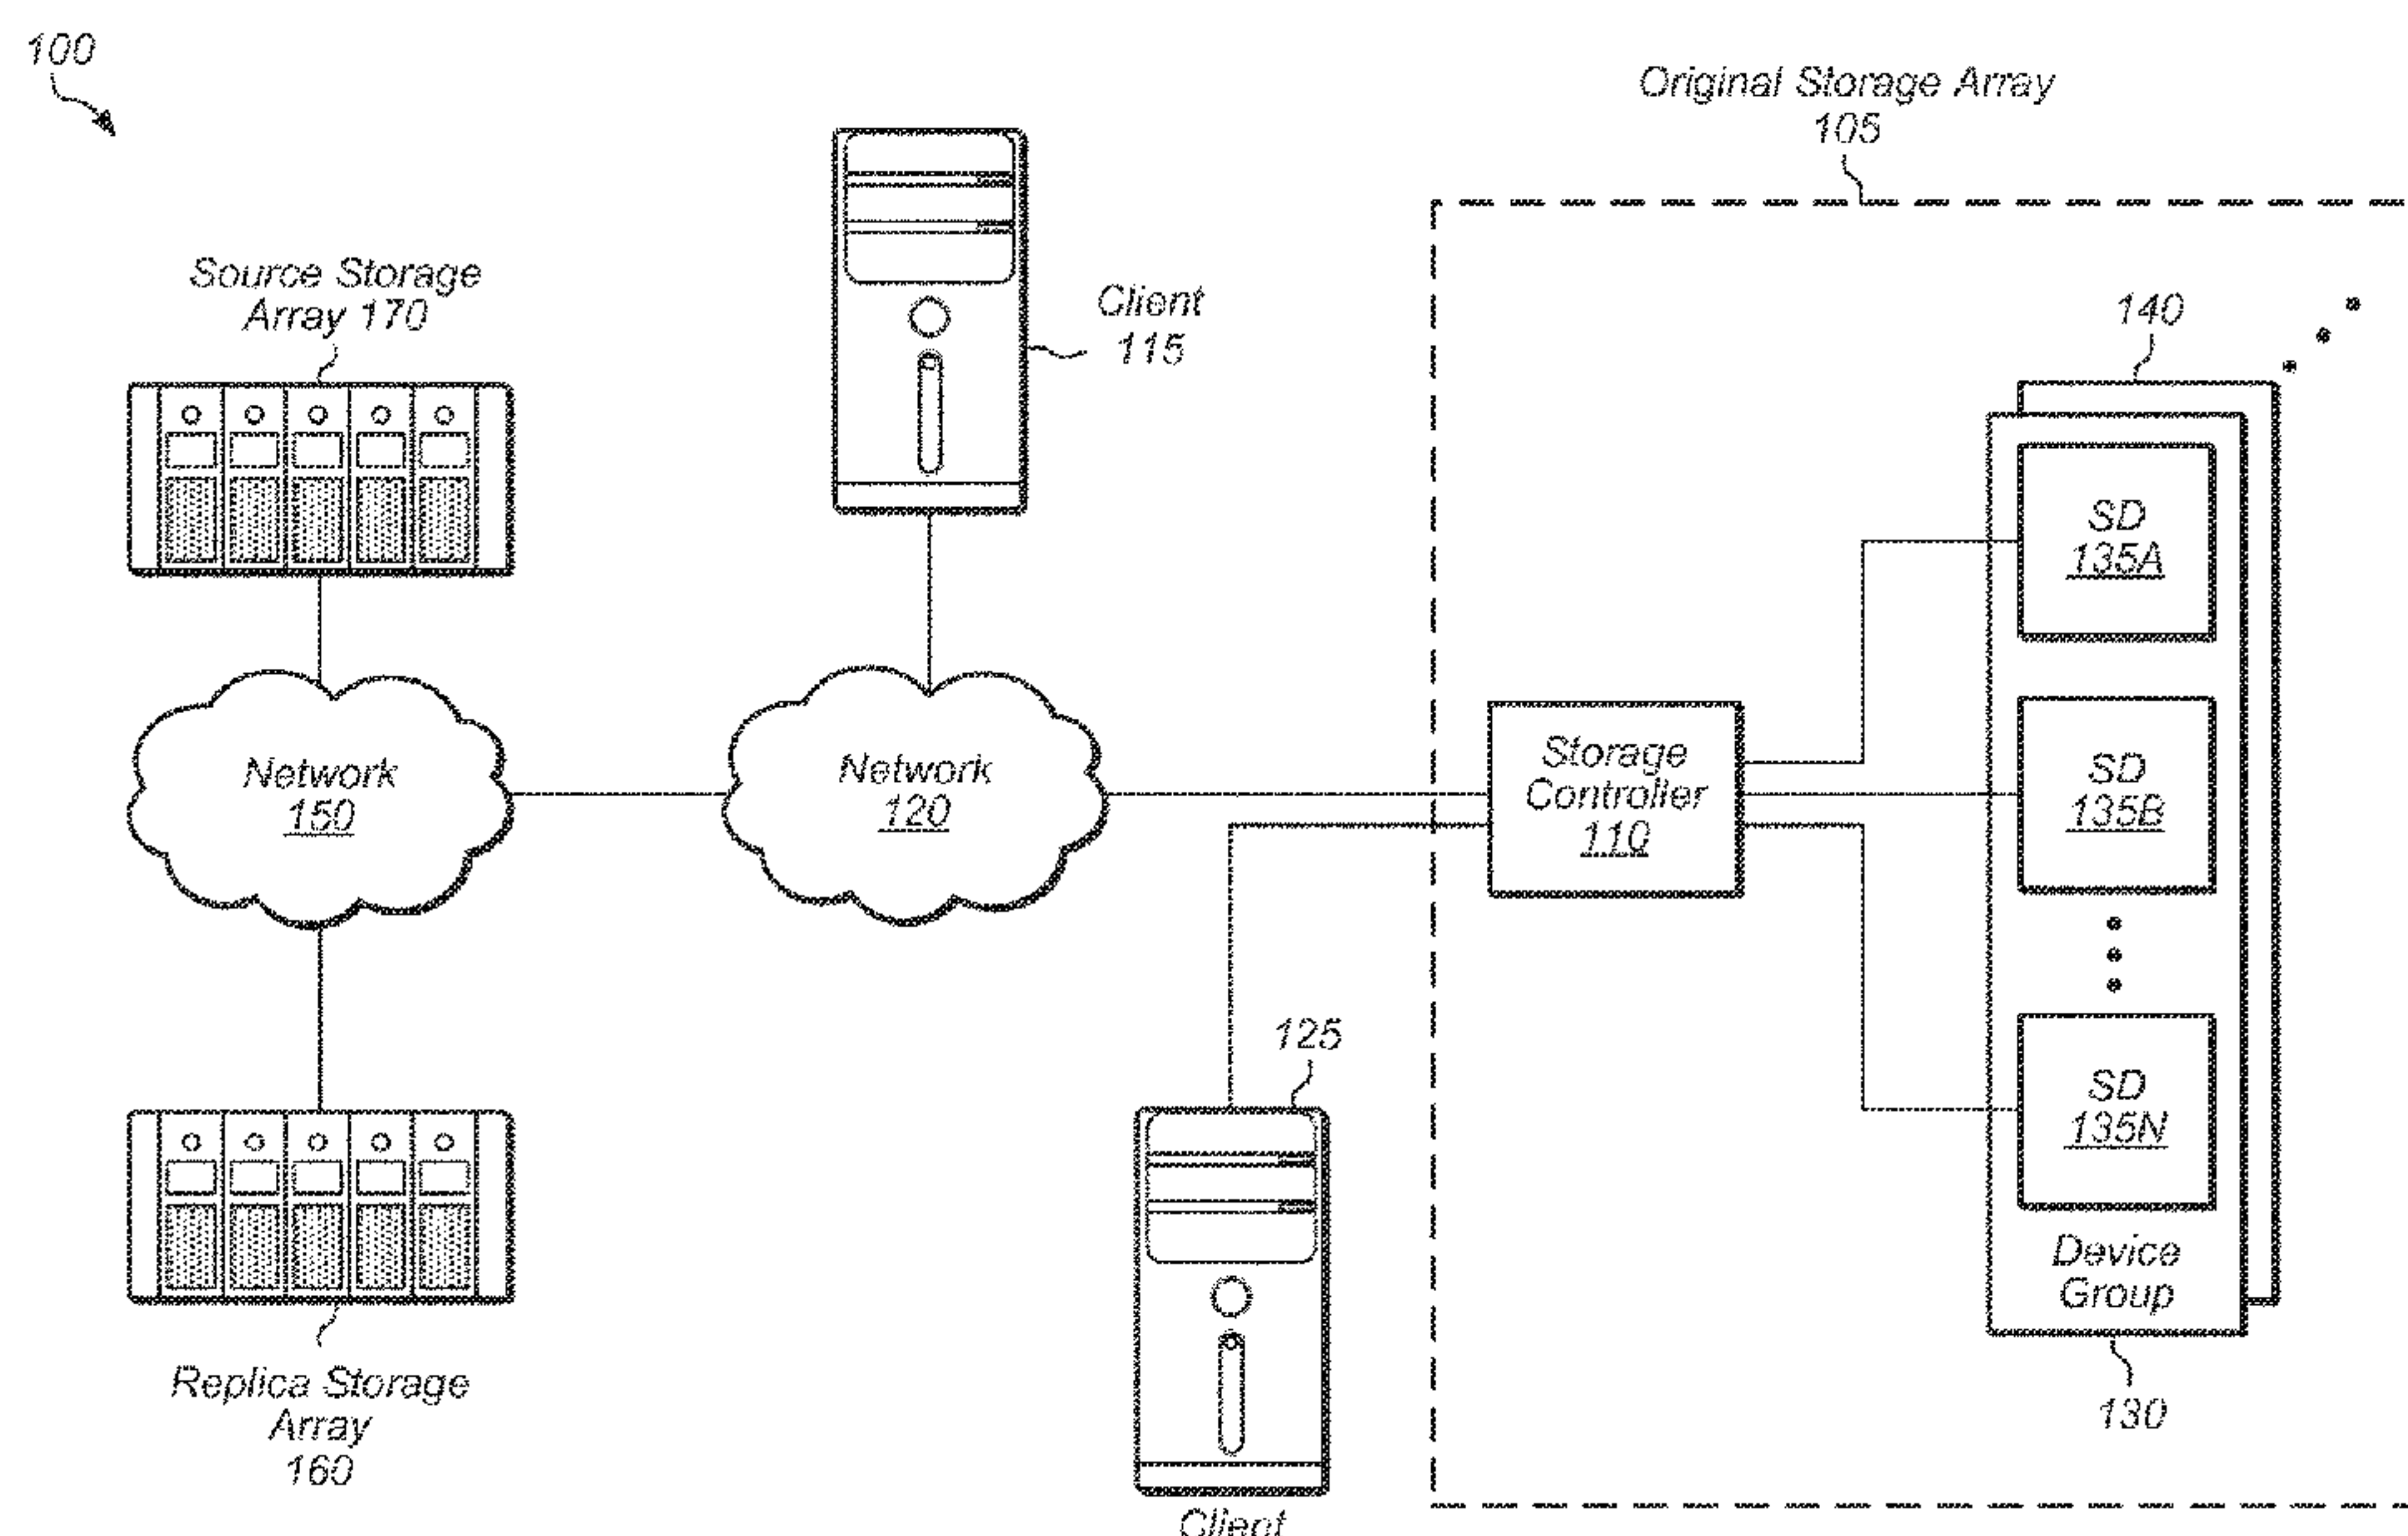 100
Original Storage Array
105
Source Storage
Array 170
Client
115
140
SD
135A
Network
150
Network
120
Storage
Controller
110
SD
135B
125
SD
135N
Device
Group
Replica Storage
Array
160
130
Client